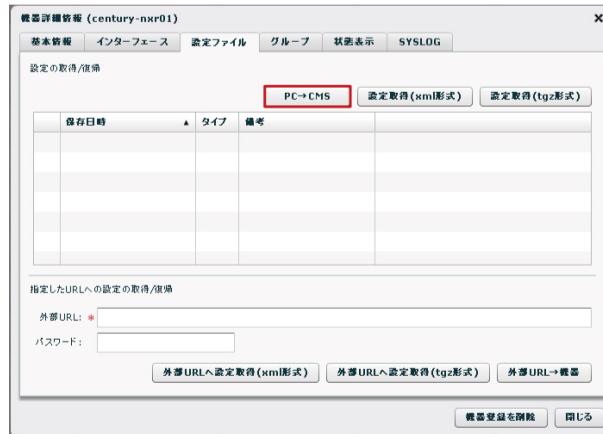 機器詳細情報 (century-nxr01)
基本情報 インターフェース 設定ファイル グループ 状態表示 SYSLOG
設定の取得/復帰
PC→CMS 設定取得(xml形式) 設定取得(tgz形式)
保存日時 ▲ タイプ 備考
指定したURLへの設定の取得/復帰
外部URL: *
パスワード:
外部URLへ設定取得(xml形式) 外部URLへ設定取得(tgz形式) 外部URL→機器
機器登録を削除 閉じる